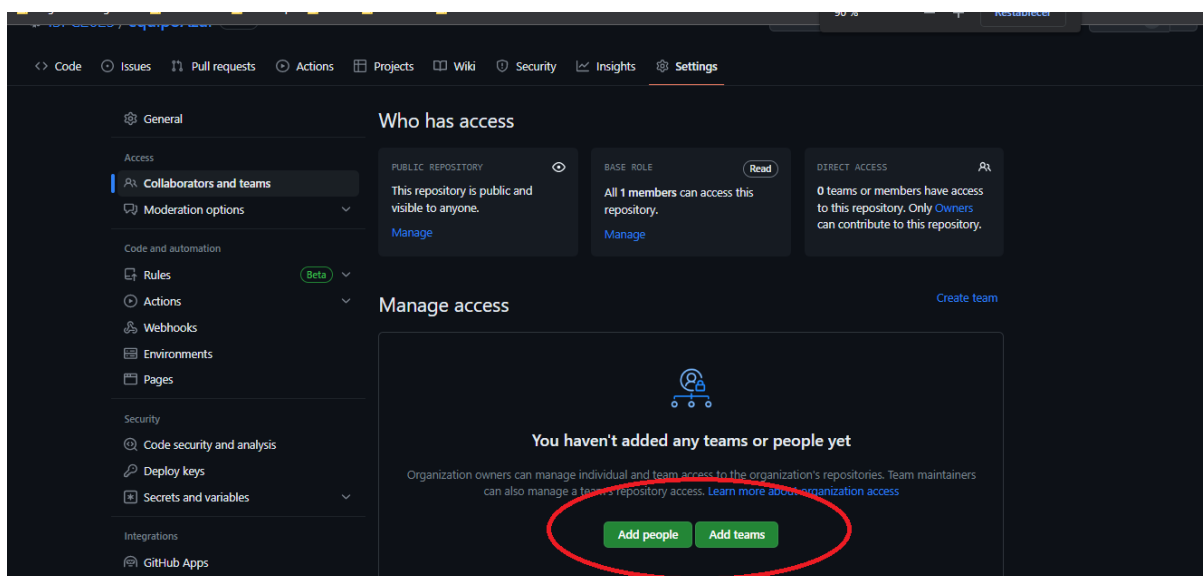 90 %
Restablecer
Code
Issues
Pull requests
Actions
Projects
Wiki
Security
Insights
Settings
General
Access
Collaborators and teams
Moderation options
Code and automation
Rules Beta
Actions
Webhooks
Environments
Pages
Security
Code security and analysis
Deploy keys
Secrets and variables
Integrations
GitHub Apps
Who has access
PUBLIC REPOSITORY
This repository is public and
visible to anyone.
Manage
BASE ROLE Read
All 1 members can access this
repository.
Manage
DIRECT ACCESS
0 teams or members have access
to this repository. Only Owners
can contribute to this repository.
Manage access
Create team
You haven't added any teams or people yet
Organization owners can manage individual and team access to the organization's repositories. Team maintainers
can also manage a team's repository access. Learn more about organization access
Add people
Add teams